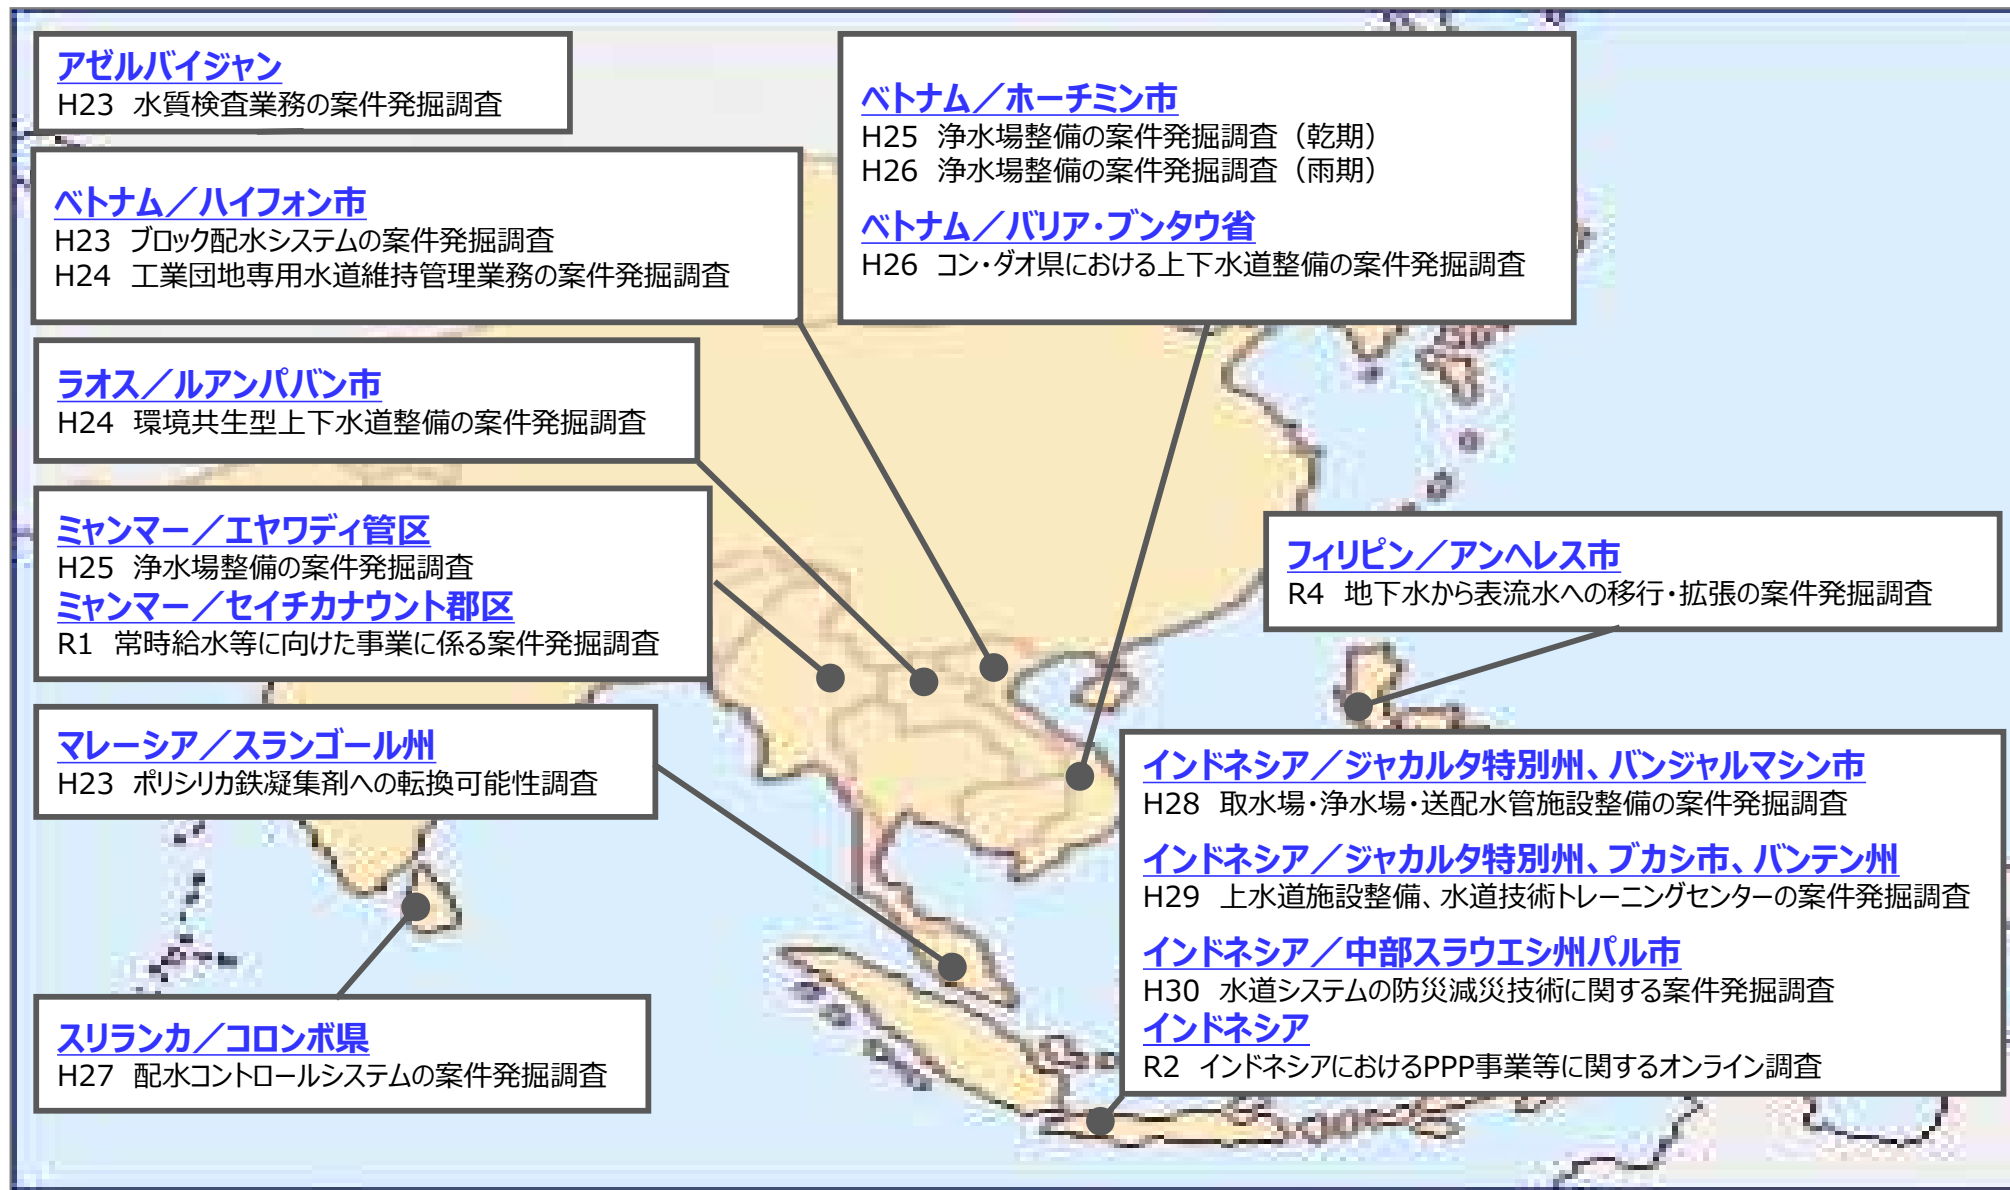 アゼルバイジャン
H23 水質検査業務の案件発掘調査
ベトナム／ハイフォン市
H23 ブロック配水システムの案件発掘調査
H24 工業団地専用水道維持管理業務の案件発掘調査
ラオス／ルアンパバン市
H24 環境共生型上下水道整備の案件発掘調査
ミャンマー／エヤワディ管区
H25 浄水場整備の案件発掘調査
ミャンマー／セイチカナウント郡区
R1 常時給水等に向けた事業に係る案件発掘調査
マレーシア／スランゴール州
H23 ポリシリカ鉄凝集剤への転換可能性調査
スリランカ／コロンボ県
H27 配水コントロールシステムの案件発掘調査
ベトナム／ホーチミン市
H25 浄水場整備の案件発掘調査（乾期）
H26 浄水場整備の案件発掘調査（雨期）
ベトナム／バリア・ブンタウ省
H26 コン・ダオ県における上下水道整備の案件発掘調査
フィリピン／アンヘレス市
R4 地下水から表流水への移行・拡張の案件発掘調査
インドネシア／ジャカルタ特別州、バンジャルマシン市
H28 取水場・浄水場・送配水管施設整備の案件発掘調査
インドネシア／ジャカルタ特別州、ブカシ市、バンテン州
H29 上水道施設整備、水道技術トレーニングセンターの案件発掘調査
インドネシア／中部スラウエシ州パル市
H30 水道システムの防災減災技術に関する案件発掘調査
インドネシア
R2 インドネシアにおけるPPP事業等に関するオンライン調査